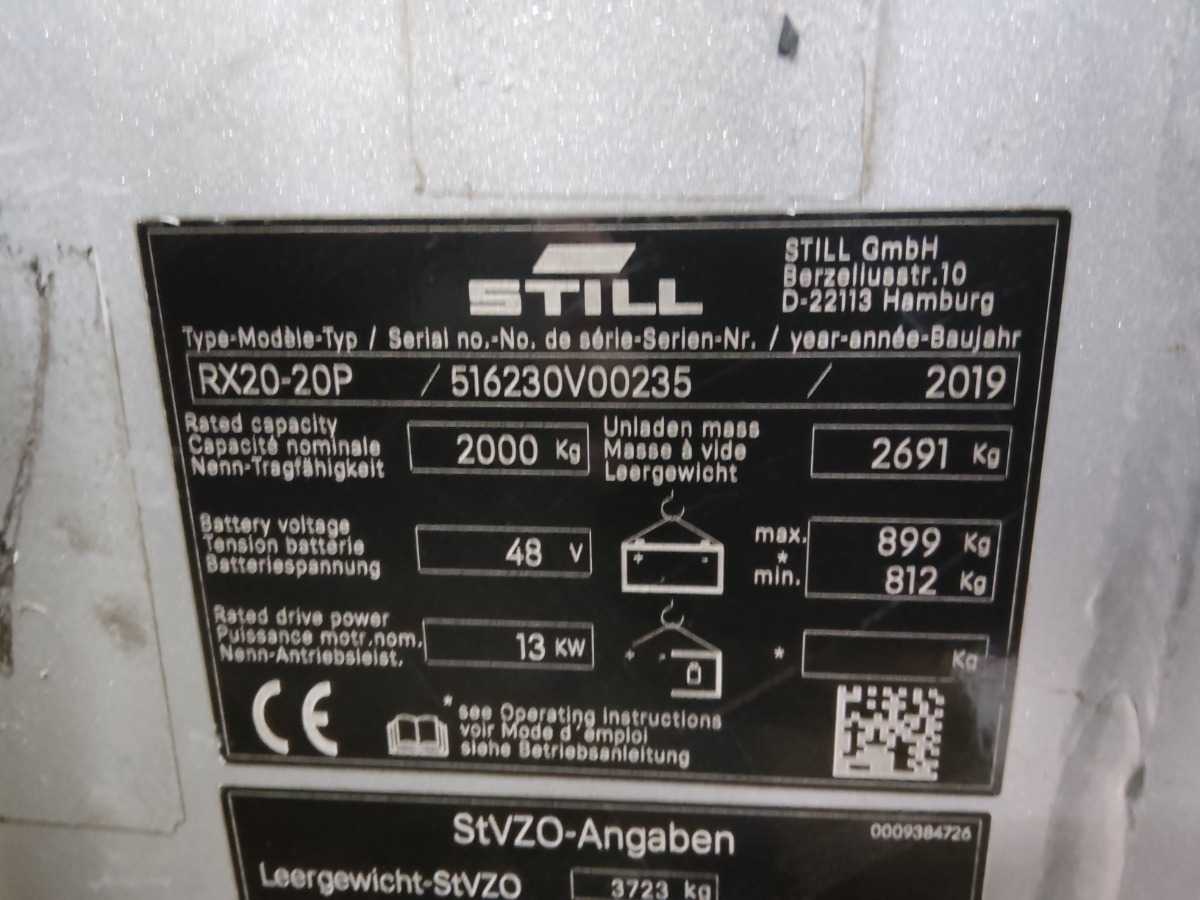 STILL
STILL GmbH
Berzeliusstr.10
D-22113 Hamburg
Type-Modèle-Typ / Serial no.-No. de série-Serien-Nr. / year-année-Baujahr
RX20-20P / 516230V00235 / 2019
Rated capacity
Capacité nominale
Nenn-Tragfähigkeit
2000 Kg
Unladen mass
Masse à vide
Leergewicht
2691 Kg
Battery voltage
Tension batterie
Batteriespannung
48 V
+ -
max.
*
min.
899 Kg
812 Kg
Rated drive power
Puissance motr.nom.
Nenn-Antriebsleist.
13 KW
+ -
* Kg
CE
* see Operating instructions
voir Mode d'emploi
siehe Betriebsanleitung
StVZO-Angaben
0009384726
Leergewicht-StVZO
3723 kg